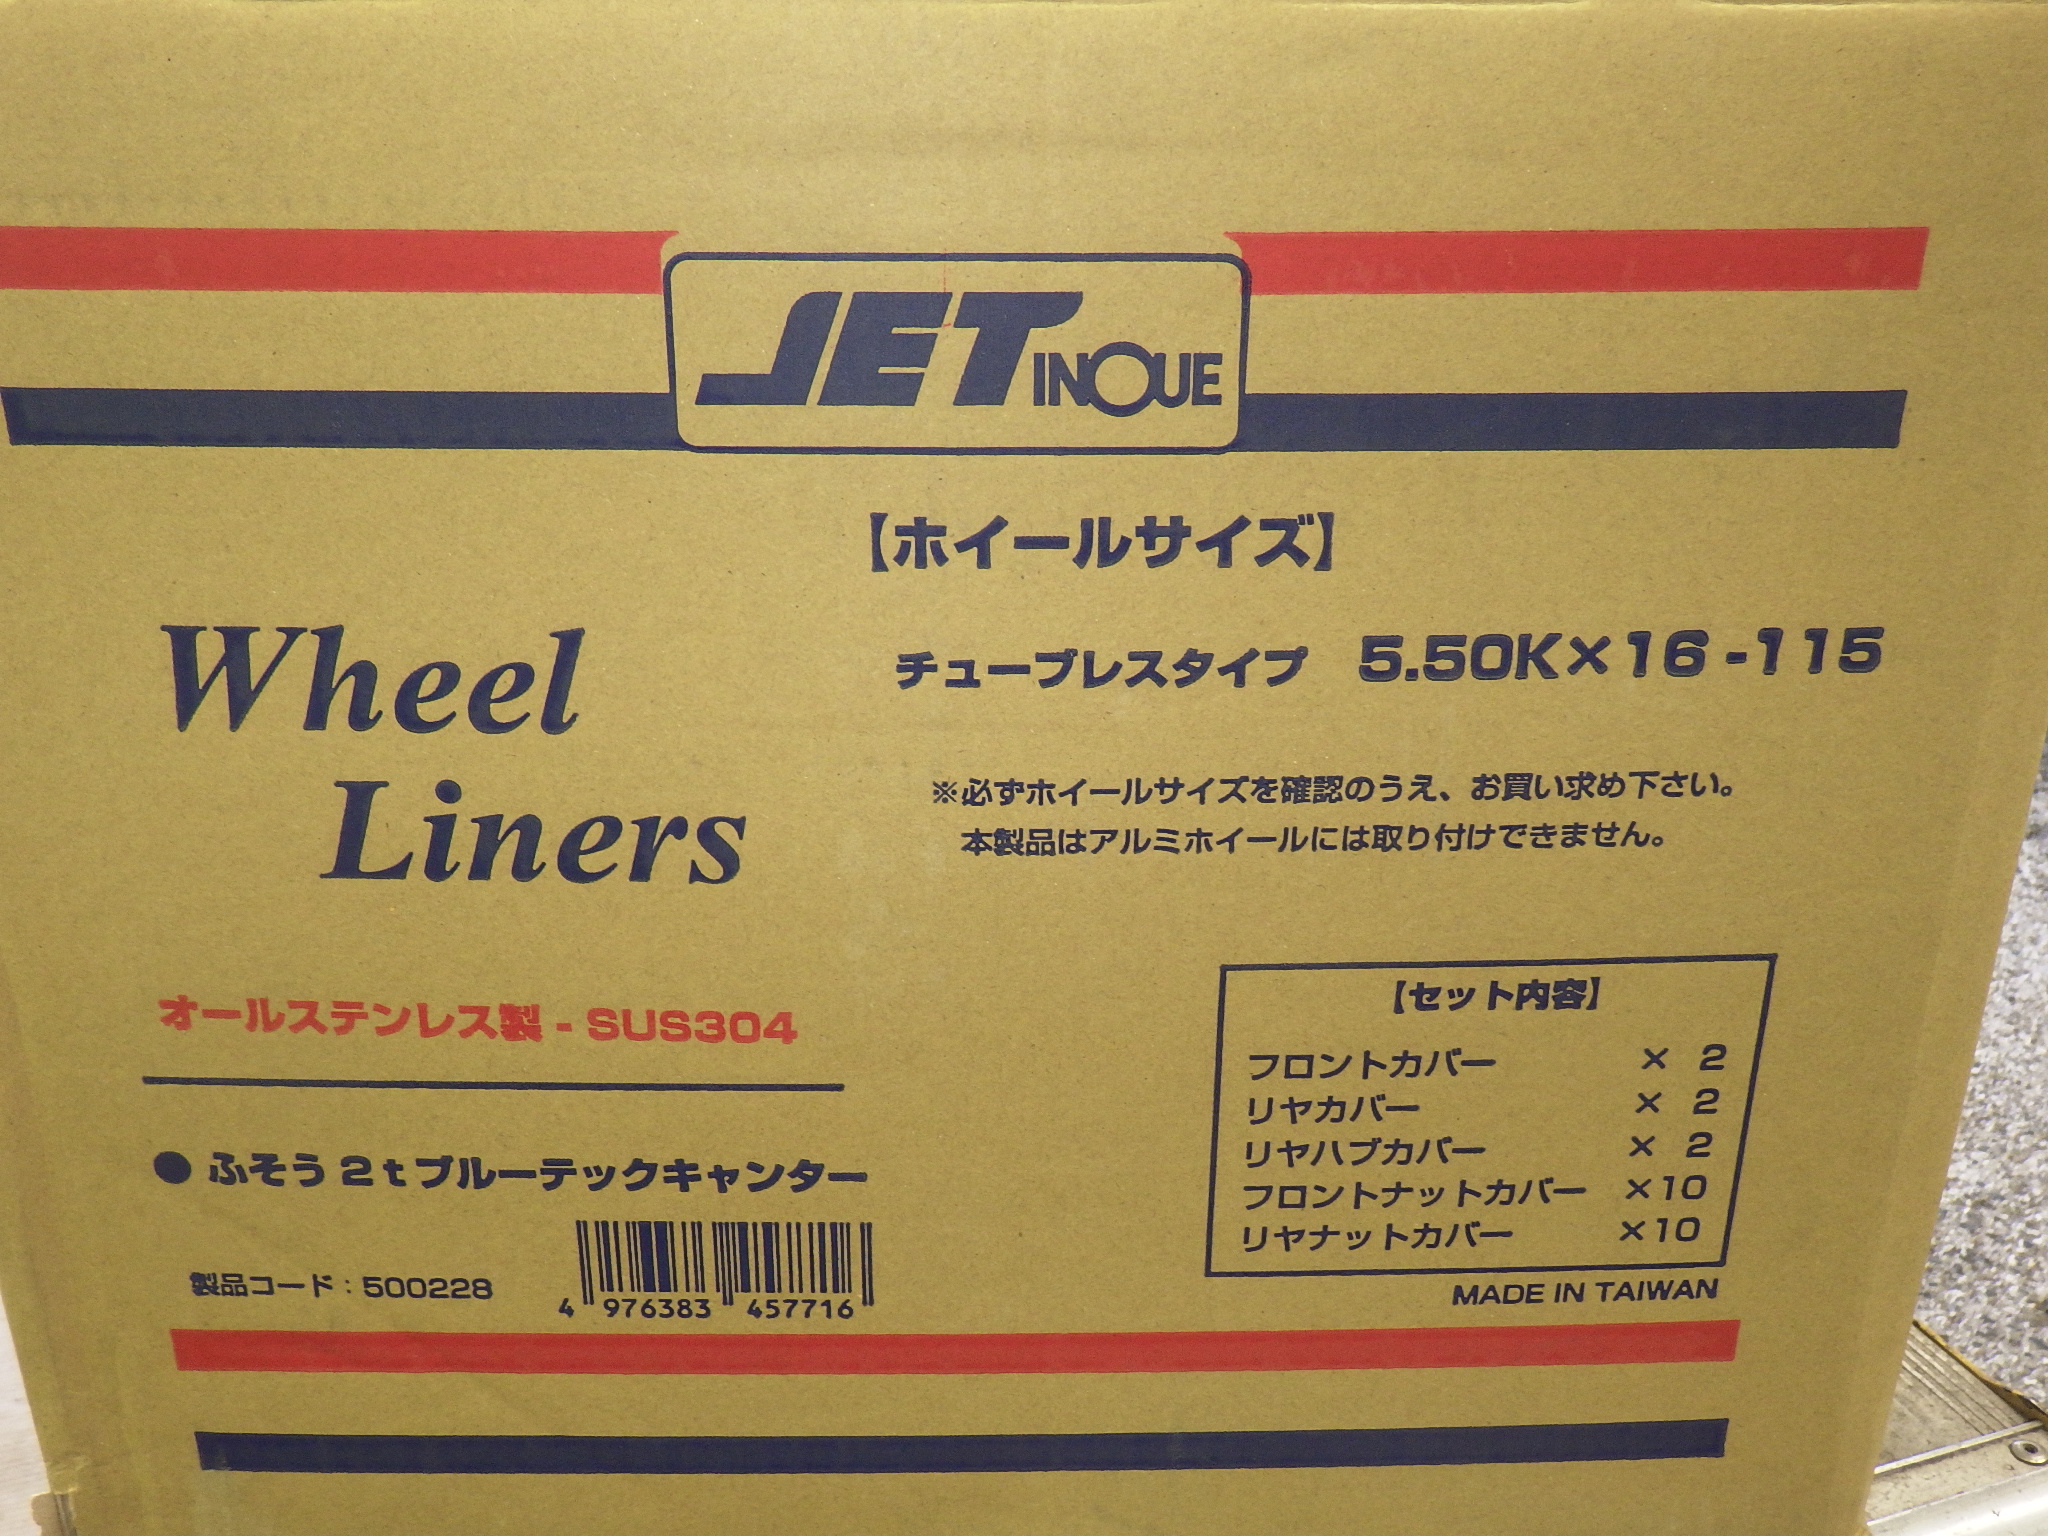 JET INOUE
【ホイールサイズ】
Wheel
Liners
チューブレスタイプ 5.50K×16-115
※必ずホイールサイズを確認のうえ、お買い求め下さい。
本製品はアルミホイールには取り付けできません。
オールステンレス製-SUS304
●ふそう2tブルーテックキャンター
製品コード:500228
4 976383 457716
【セット内容】
フロントカバー × 2
リヤカバー × 2
リヤハブカバー × 2
フロントナットカバー ×10
リヤナットカバー ×10
MADE IN TAIWAN